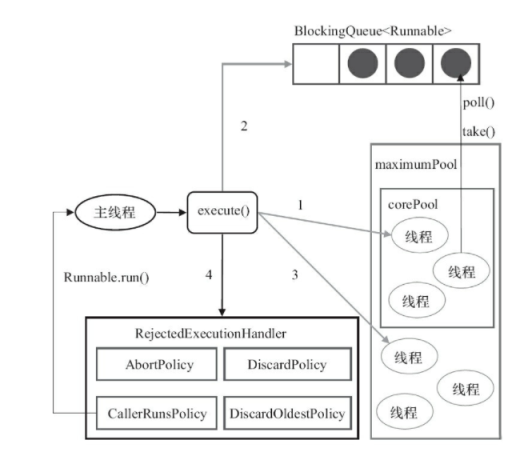 BlockingQueue<Runnable>
poll()
2
take()
maximumPool
corePool
主线程
execute()
1
线程
线程
Runnable.run()
4
3
线程
RejectedExecutionHandler
AbortPolicy
DiscardPolicy
线程
线程
CallerRunsPolicy
DiscardOldestPolicy
线程